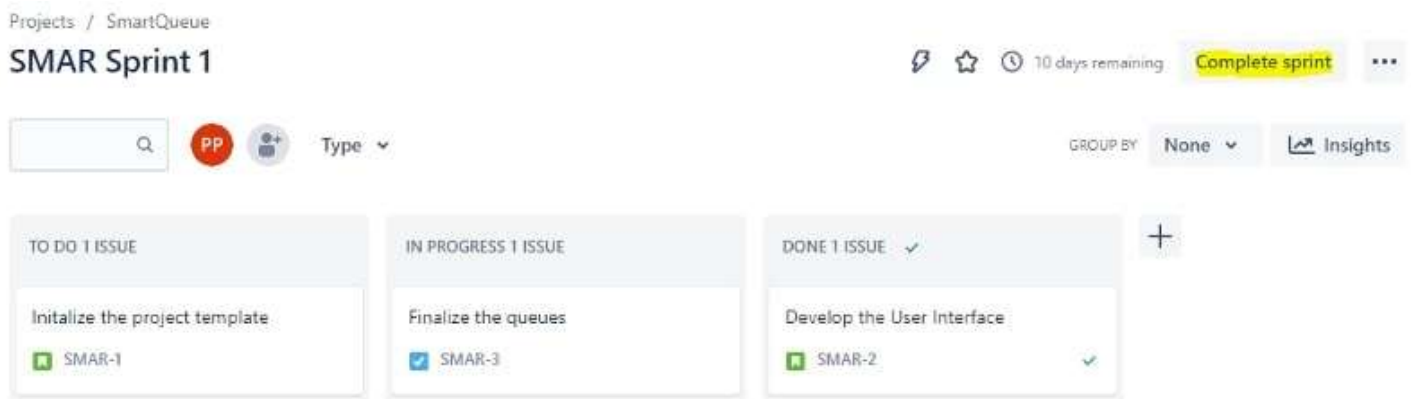 Projects / SmartQueue
SMAR Sprint 1
10 days remaining
Complete sprint
PP
Type
GROUP BY
None
Insights
TO DO 1 ISSUE
IN PROGRESS 1 ISSUE
DONE 1 ISSUE
Initalize the project template
Finalize the queues
Develop the User Interface
SMAR-1
SMAR-3
SMAR-2